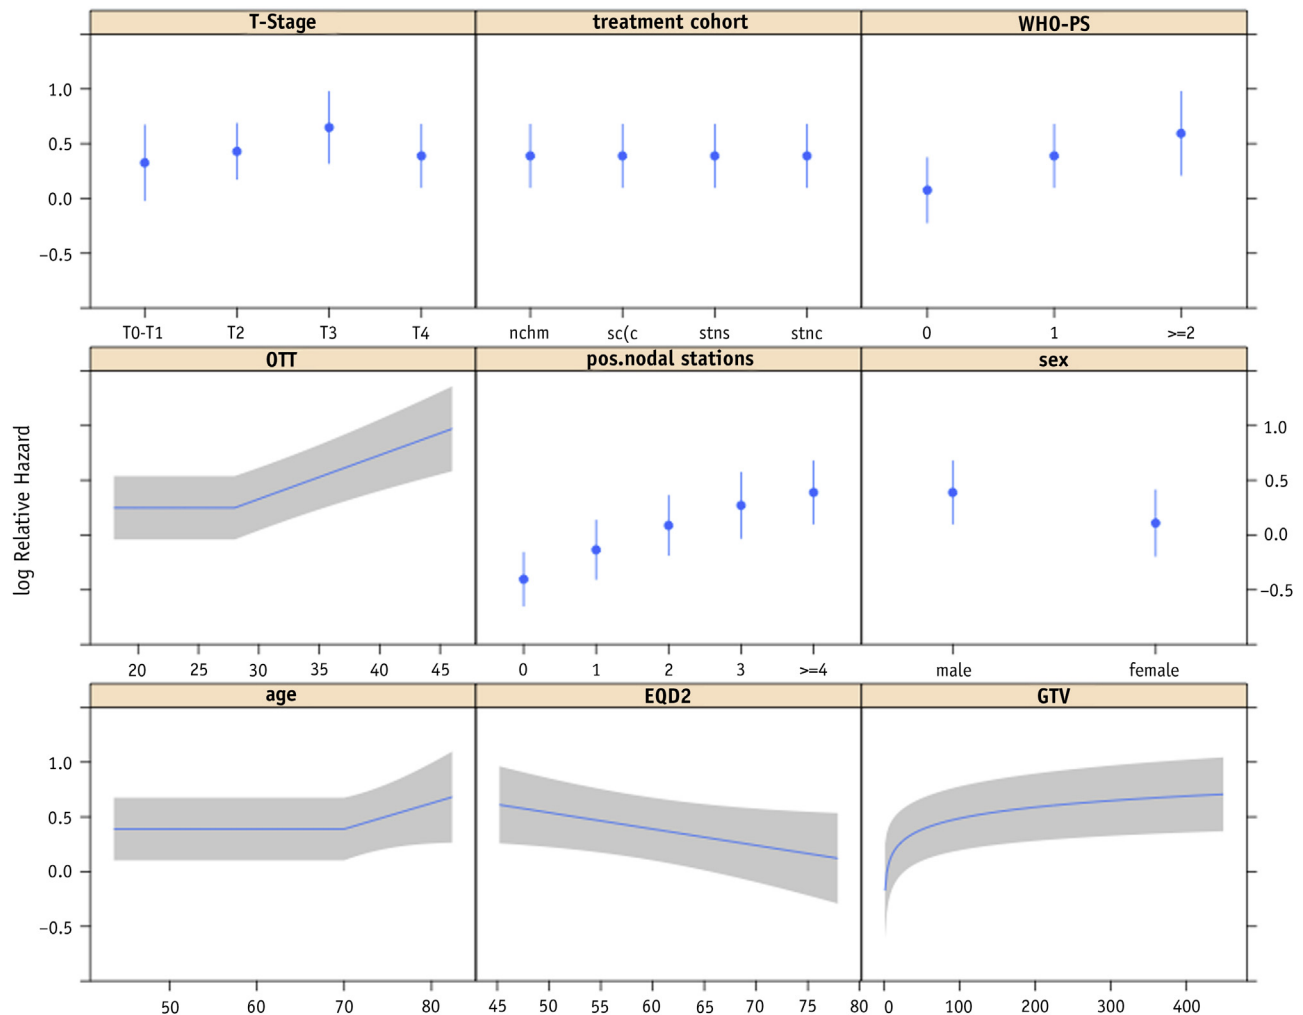 T-Stage treatment cohort WHO-PS
1.0
0.5
0.0
−0.5
T0-T1 T2 T3 T4 nchm sc(c stns stnc 0 1 >=2
OTT pos.nodal stations sex
log Relative Hazard
1.0
0.5
0.0
−0.5
20 25 30 35 40 45 0 1 2 3 >=4 male female
age EQD2 GTV
1.0
0.5
0.0
−0.5
50 60 70 80 45 50 55 60 65 70 75 80 0 100 200 300 400